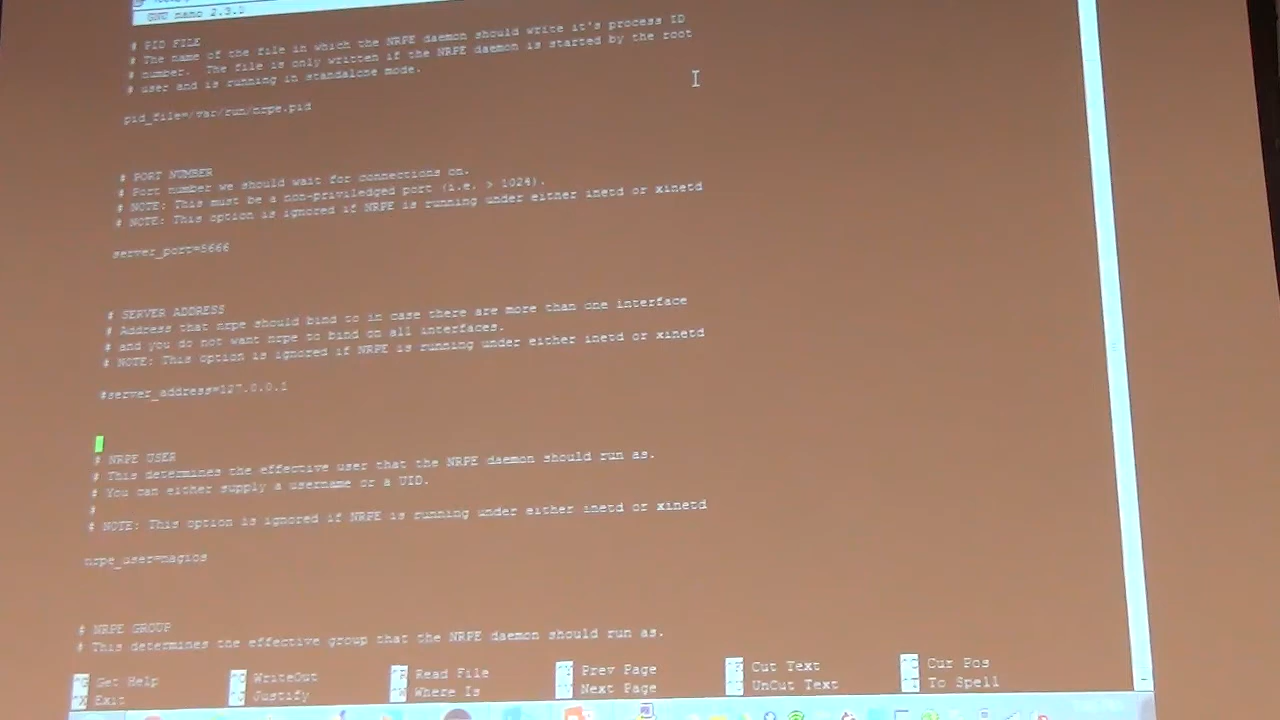 GNU nano 2.3.1
# PID FILE
# The name of the file in which the NRPE daemon should write it's process ID
# number.  The file is only written if the NRPE daemon is started by the root
# user and is running in standalone mode.
pid_file=/var/run/nrpe.pid
# PORT NUMBER
# Port number we should wait for connections on.
# NOTE: This must be a non-priviledged port (i.e. > 1024).
# NOTE: This option is ignored if NRPE is running under either inetd or xinetd
server_port=5666
# SERVER ADDRESS
# Address that nrpe should bind to in case there are more than one interface
# and you do not want nrpe to bind on all interfaces.
# NOTE: This option is ignored if NRPE is running under either inetd or xinetd
#server_address=127.0.0.1
# NRPE USER
# This determines the effective user that the NRPE daemon should run as.
# You can either supply a username or a UID.
#
# NOTE: This option is ignored if NRPE is running under either inetd or xinetd
nrpe_user=nagios
# NRPE GROUP
# This determines the effective group that the NRPE daemon should run as.
^G Get Help ^O WriteOut ^R Read File ^Y Prev Page ^K Cut Text ^C Cur Pos
^X Exit ^J Justify ^W Where Is ^V Next Page ^U UnCut Text ^T To Spell